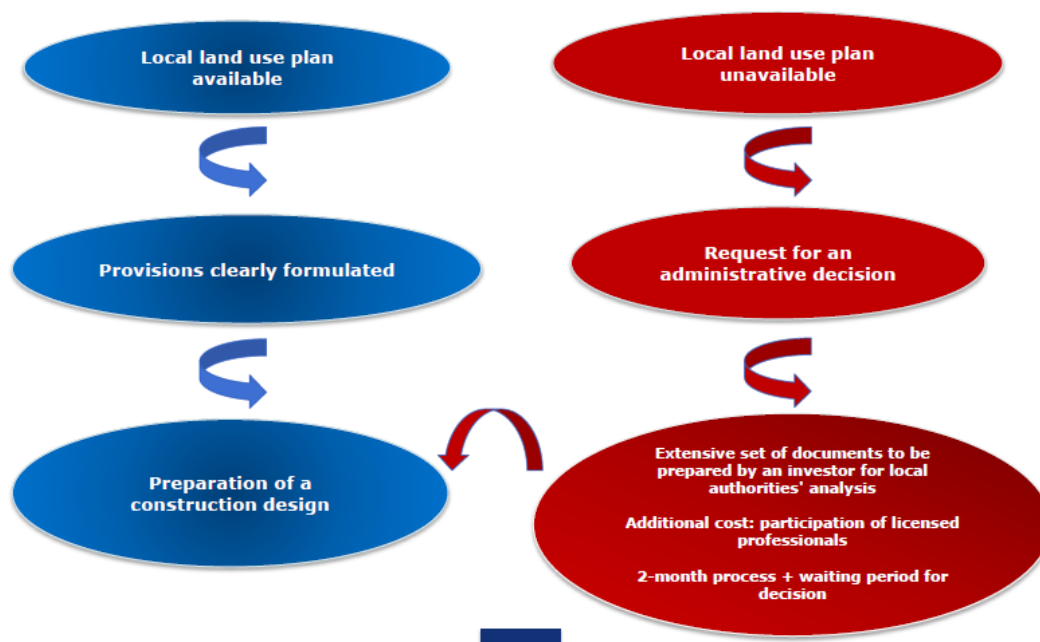 Local land use plan
available
Local land use plan
unavailable
Provisions clearly formulated
Request for an
administrative decision
Preparation of a
construction design
Extensive set of documents to be
prepared by an investor for local
authorities' analysis
Additional cost: participation of licensed
professionals
2-month process + waiting period for
decision